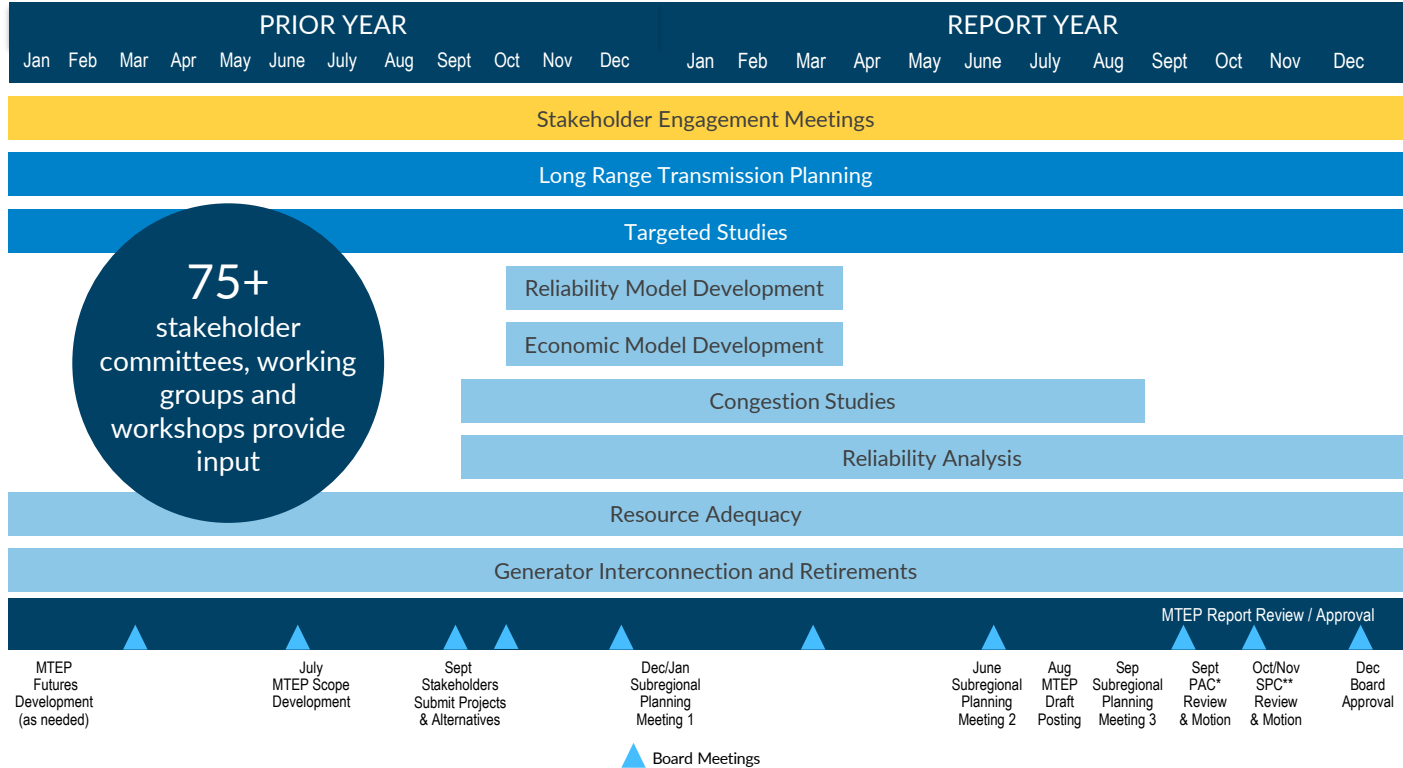 PRIOR YEAR
REPORT YEAR
Jan Feb Mar Apr May June July Aug Sept Oct Nov Dec
Jan Feb Mar Apr May June July Aug Sept Oct Nov Dec
Stakeholder Engagement Meetings
Long Range Transmission Planning
Targeted Studies
75+
stakeholder
committees, working
groups and
workshops provide
input
Reliability Model Development
Economic Model Development
Congestion Studies
Reliability Analysis
Resource Adequacy
Generator Interconnection and Retirements
MTEP Report Review / Approval
MTEP
Futures
Development
(as needed)
July
MTEP Scope
Development
Sept
Stakeholders
Submit Projects
& Alternatives
Dec/Jan
Subregional
Planning
Meeting 1
June
Subregional
Planning
Meeting 2
Aug
MTEP
Draft
Posting
Sep
Subregional
Planning
Meeting 3
Sept
PAC*
Review
& Motion
Oct/Nov
SPC**
Review
& Motion
Dec
Board
Approval
Board Meetings